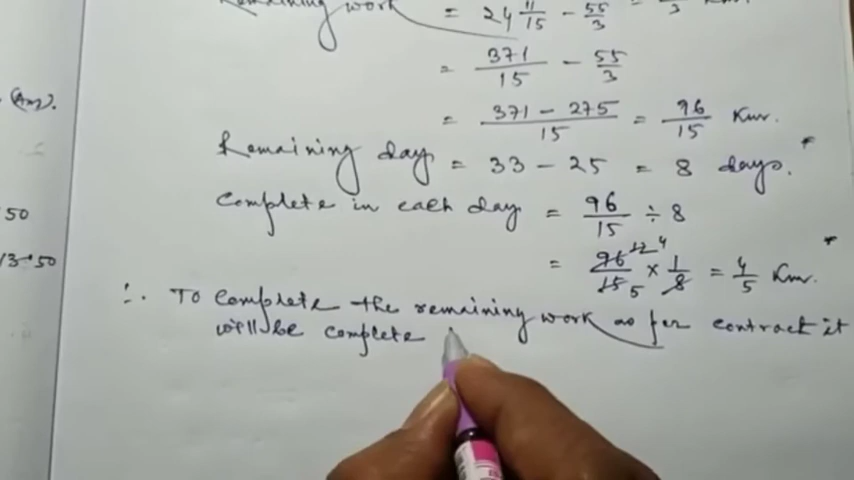 Remaining work = 24 11/15 - 55/3 =
= 371/15 - 55/3
= 371 - 275/15 = 96/15 Km.
(Ans).
Remaining day = 33 - 25 = 8 days.
Complete in each day = 96/15 ÷ 8
50
= 96/15 × 1/8 = 4/5 Km.
∴ To complete the remaining work as per contract it
will be complete